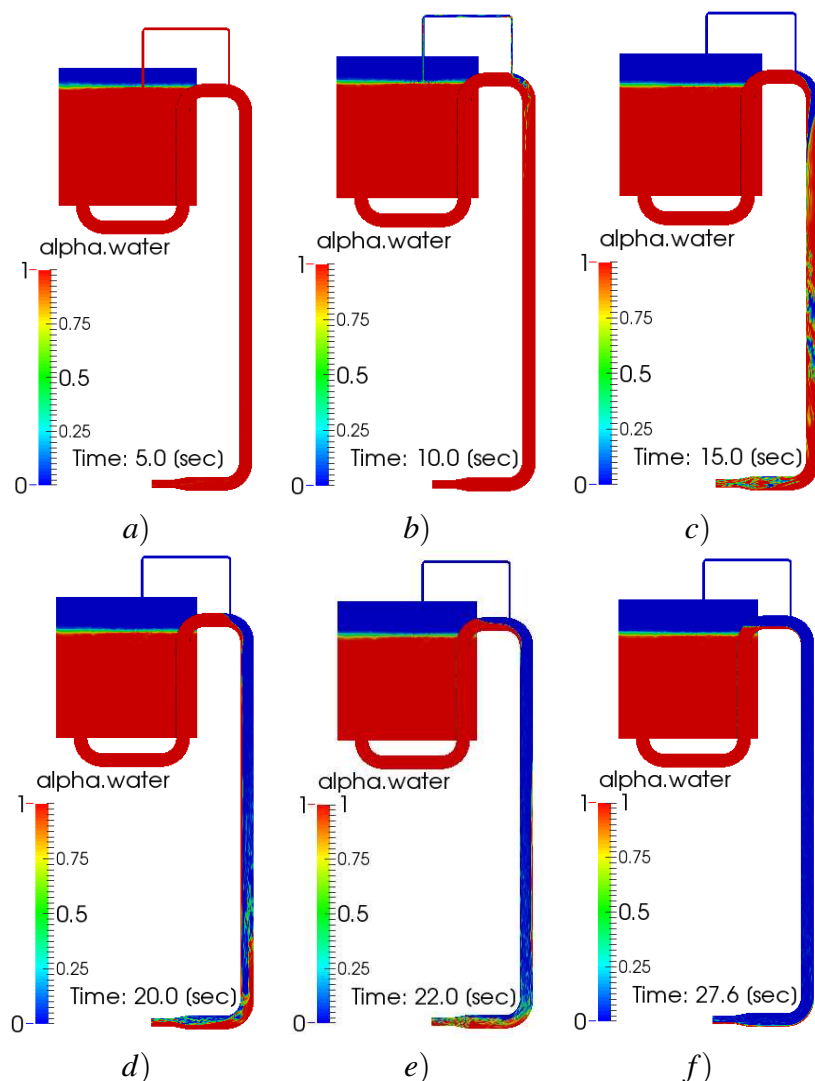 alpha.water
1
0.75
0.5
0.25
0
Time: 5.0 (sec)
a)
alpha.water
1
0.75
0.5
0.25
0
Time: 10.0 (sec)
b)
alpha.water
1
0.75
0.5
0.25
0
Time: 15.0 (sec)
c)
alpha.water
1
0.75
0.5
0.25
0
Time: 20.0 (sec)
d)
alpha.water
1 1
0.75
0.5
0.25
0
Time: 22.0 (sec)
e)
alpha.water
1 1
0.75
0.5
0.25
0
Time: 27.6 (sec)
f)